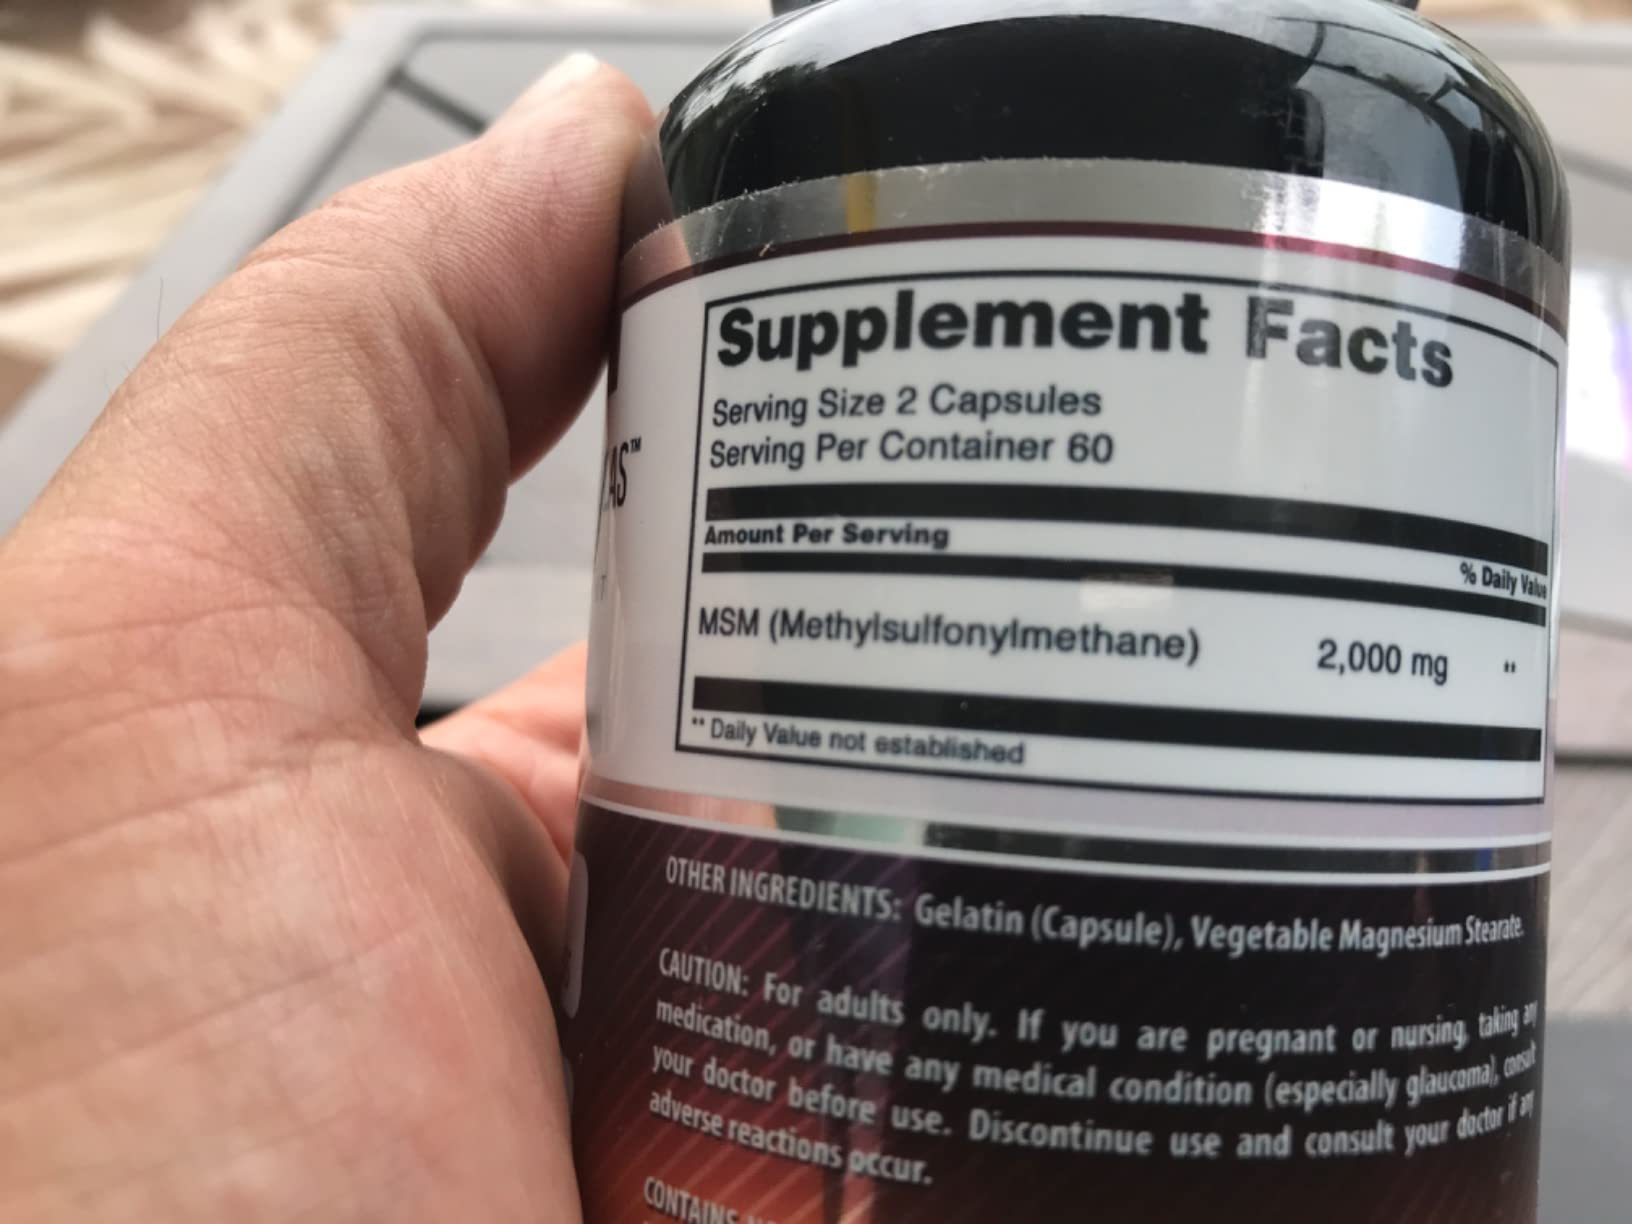 Supplement Facts
Serving Size 2 Capsules
Serving Per Container 60
Amount Per Serving
% Daily Value
MSM (Methylsulfonylmethane) 2,000 mg **
** Daily Value not established
OTHER INGREDIENTS: Gelatin (Capsule), Vegetable Magnesium Stearate.
CAUTION: For adults only. If you are pregnant or nursing, taking any
medication, or have any medical condition (especially glaucoma), consult
your doctor before use. Discontinue use and consult your doctor if any
adverse reactions occur.
CONTAINS
AS™